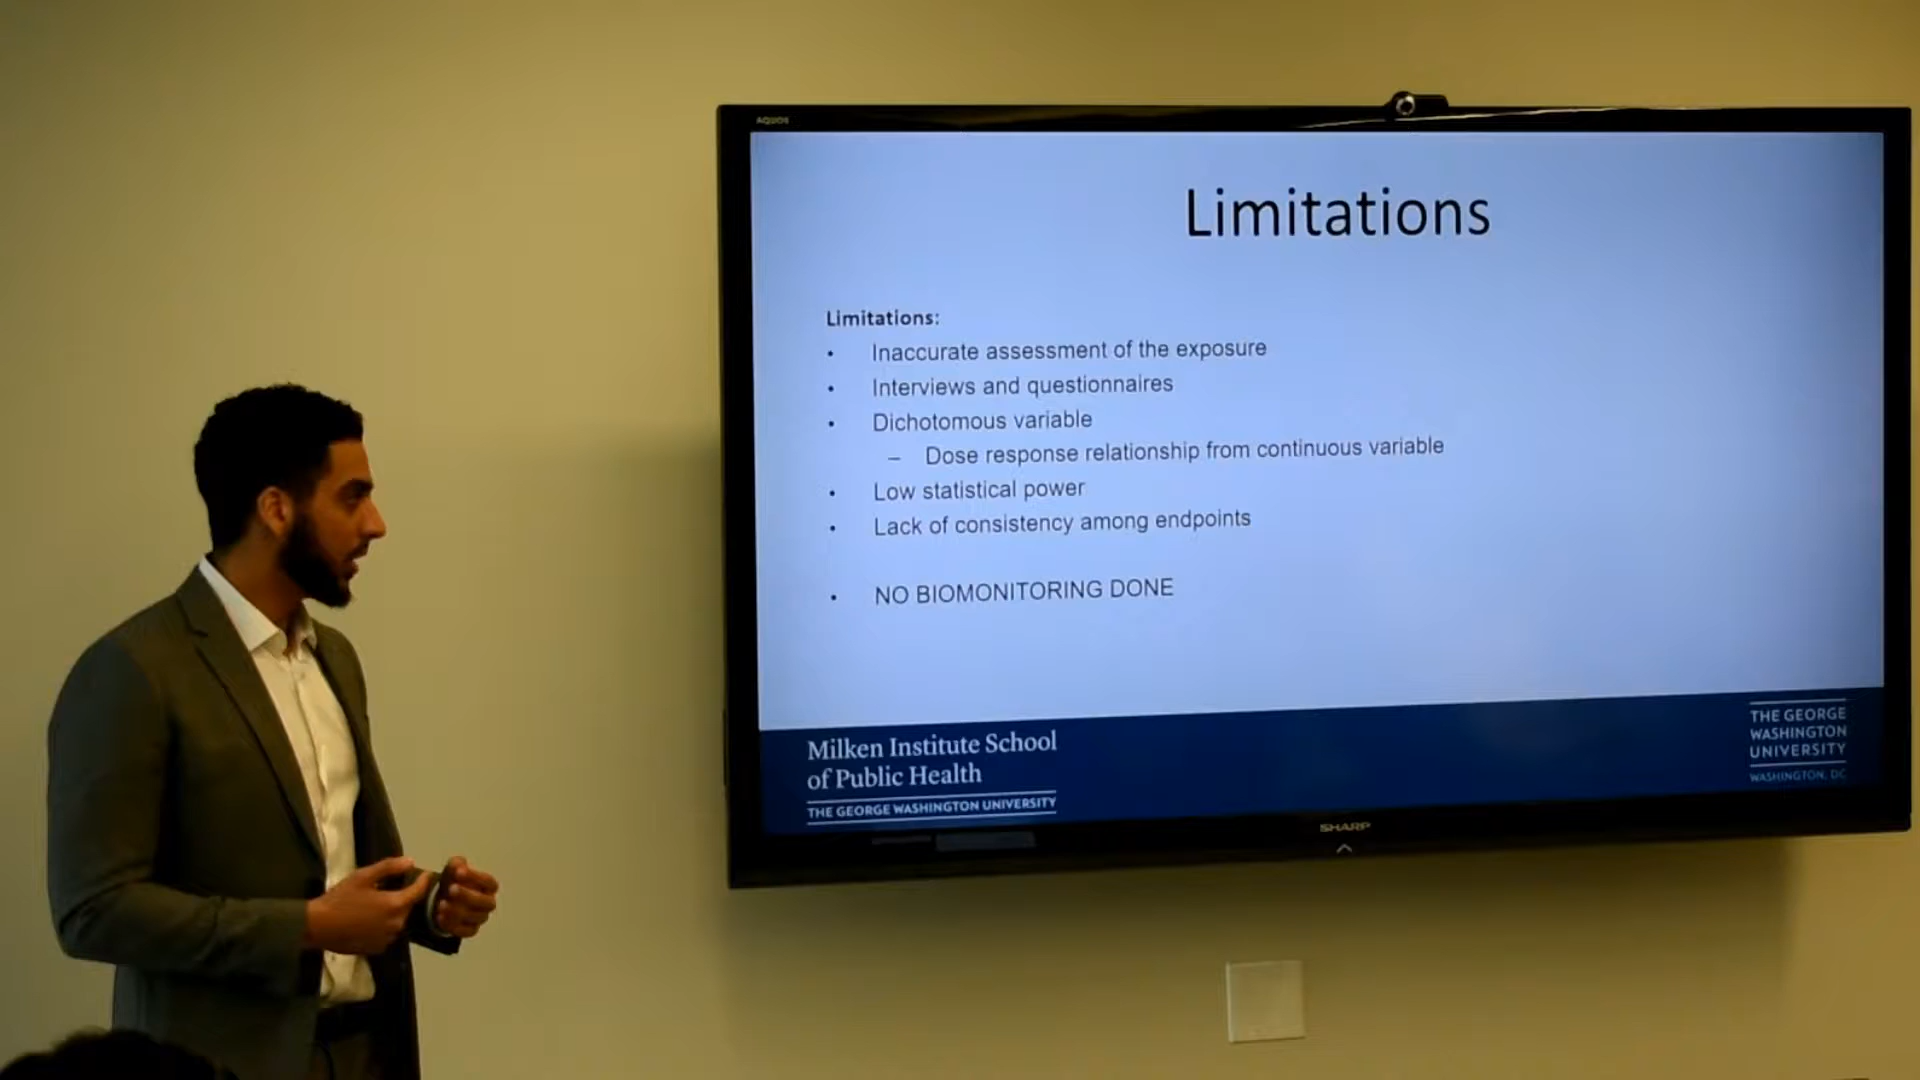 AQUOS
Limitations
Limitations:
• Inaccurate assessment of the exposure
• Interviews and questionnaires
• Dichotomous variable
– Dose response relationship from continuous variable
• Low statistical power
• Lack of consistency among endpoints
• NO BIOMONITORING DONE
Milken Institute School
of Public Health
THE GEORGE WASHINGTON UNIVERSITY
THE GEORGE
WASHINGTON
UNIVERSITY
WASHINGTON, DC
SHARP